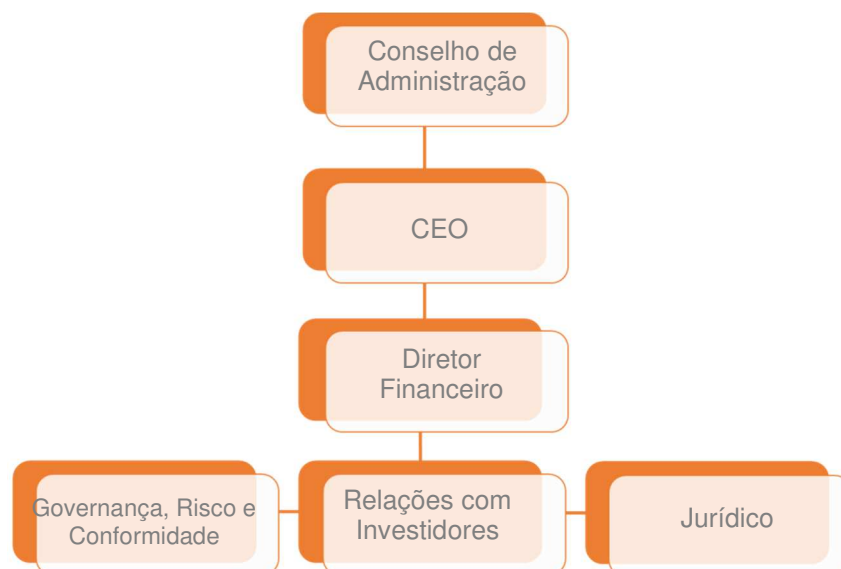 Conselho de
Administração
CEO
Diretor
Financeiro
Governança, Risco e
Conformidade
Relações com
Investidores
Jurídico